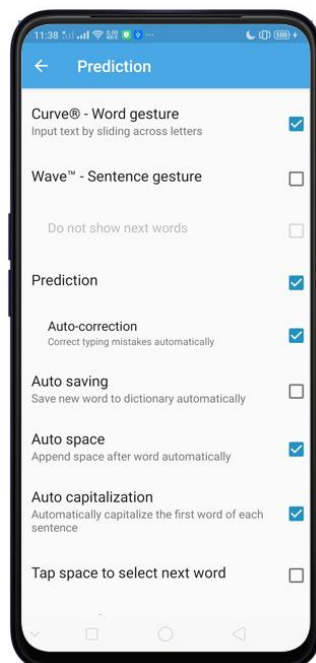 11:38
100
Prediction
Curve® - Word gesture
Input text by sliding across letters
Wave™ - Sentence gesture
Do not show next words
Prediction
Auto-correction
Correct typing mistakes automatically
Auto saving
Save new word to dictionary automatically
Auto space
Append space after word automatically
Auto capitalization
Automatically capitalize the first word of each
sentence
Tap space to select next word